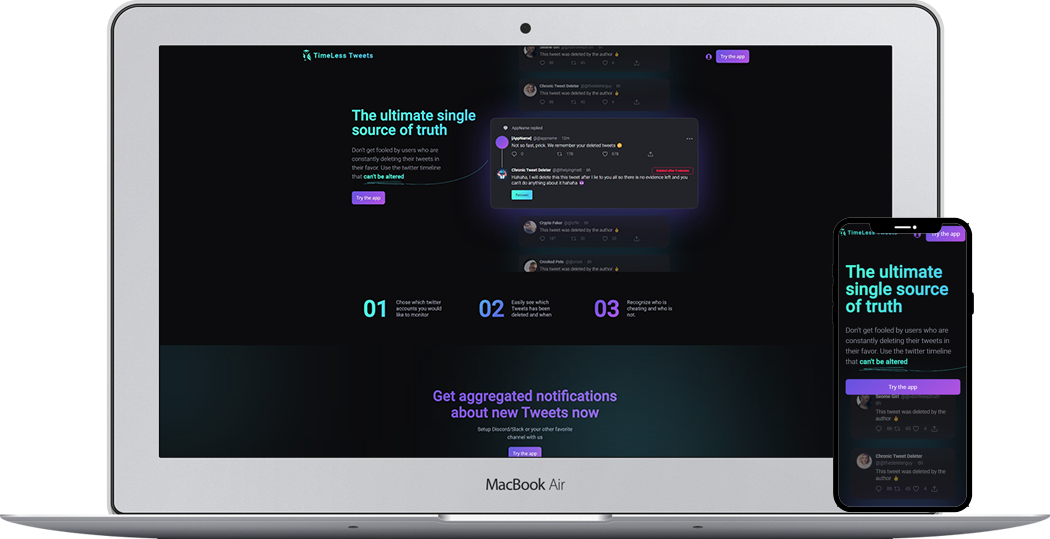 TimeLess Tweets
Try the app
This tweet was deleted by the author
Chronic Tweet Deleter
This tweet was deleted by the author
The ultimate single
source of truth
Don't get fooled by users who are
constantly deleting their tweets in
their favor. Use the twitter timeline
that can't be altered
Try the app
AppName replied
[AppName] @@appname · 12m
Not so fast, prick. We remember your deleted tweets
0 178 878
Chronic Tweet Deleter
Hahaha, I will delete this this tweet after I lie to you all so there is no evidence left and you
can't do anything about it hahaha
Crypto Faker
This tweet was deleted by the author
Crooked Pete
This tweet was deleted by the author
01 Chose which twitter
accounts you would
like to monitor
02 Easily see which
Tweets has been
deleted and when
03 Recognize who is
cheating and who is
not.
Get aggregated notifications
about new Tweets now
Setup Discord/Slack or your other favorite
channel with us
Try the app
MacBook Air
TimeLess Tweets
Try the app
The ultimate
single source
of truth
Don't get fooled by users who are
constantly deleting their tweets in
their favor. Use the twitter timeline
that can't be altered
Try the app
This tweet was deleted by the
author
Chronic Tweet Deleter
This tweet was deleted by the
author